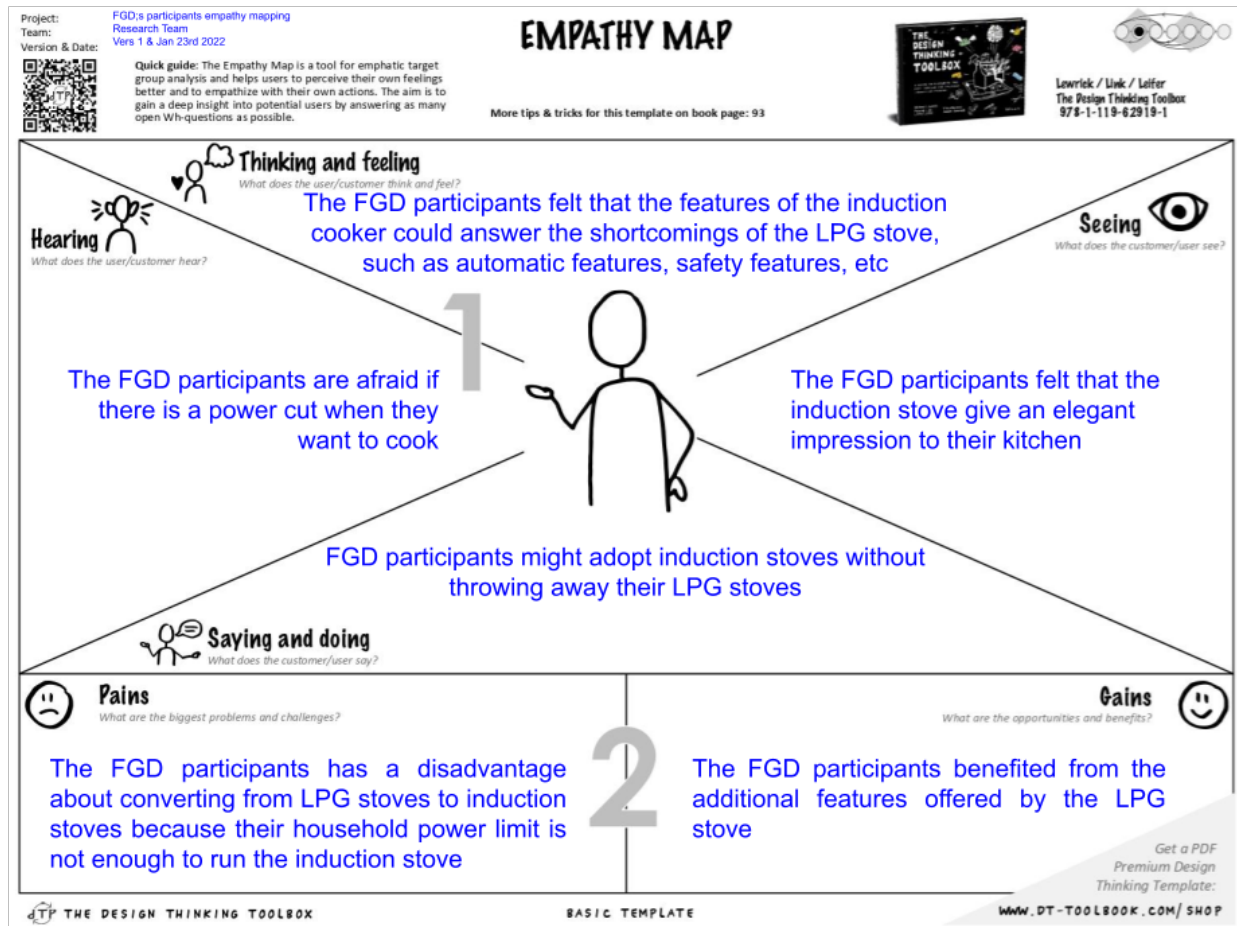 Project:
Team:
Version & Date:
FGD;s participants empathy mapping
Research Team
Vers 1 & Jan 23rd 2022
Quick guide: The Empathy Map is a tool for emphatic target
group analysis and helps users to perceive their own feelings
better and to empathize with their own actions. The aim is to
gain a deep insight into potential users by answering as many
open Wh-questions as possible.
EMPATHY MAP
More tips & tricks for this template on book page: 93
THE
DESIGN
THINKING
TOOLBOX
Lewrick / Link / Leifer
The Design Thinking Toolbox
978-1-119-62919-1
dTP
Thinking and feeling
What does the user/customer think and feel?
The FGD participants felt that the features of the induction
cooker could answer the shortcomings of the LPG stove,
such as automatic features, safety features, etc
Hearing
What does the user/customer hear?
1
The FGD participants are afraid if
there is a power cut when they
want to cook
Seeing
What does the customer/user see?
The FGD participants felt that the
induction stove give an elegant
impression to their kitchen
FGD participants might adopt induction stoves without
throwing away their LPG stoves
Saying and doing
What does the customer/user say?
Pains
What are the biggest problems and challenges?
The FGD participants has a disadvantage
about converting from LPG stoves to induction
stoves because their household power limit is
not enough to run the induction stove
2
Gains
What are the opportunities and benefits?
The FGD participants benefited from the
additional features offered by the LPG
stove
Get a PDF
Premium Design
Thinking Template:
WWW.DT-TOOLBOOK.COM/SHOP
dTP THE DESIGN THINKING TOOLBOX
BASIC TEMPLATE